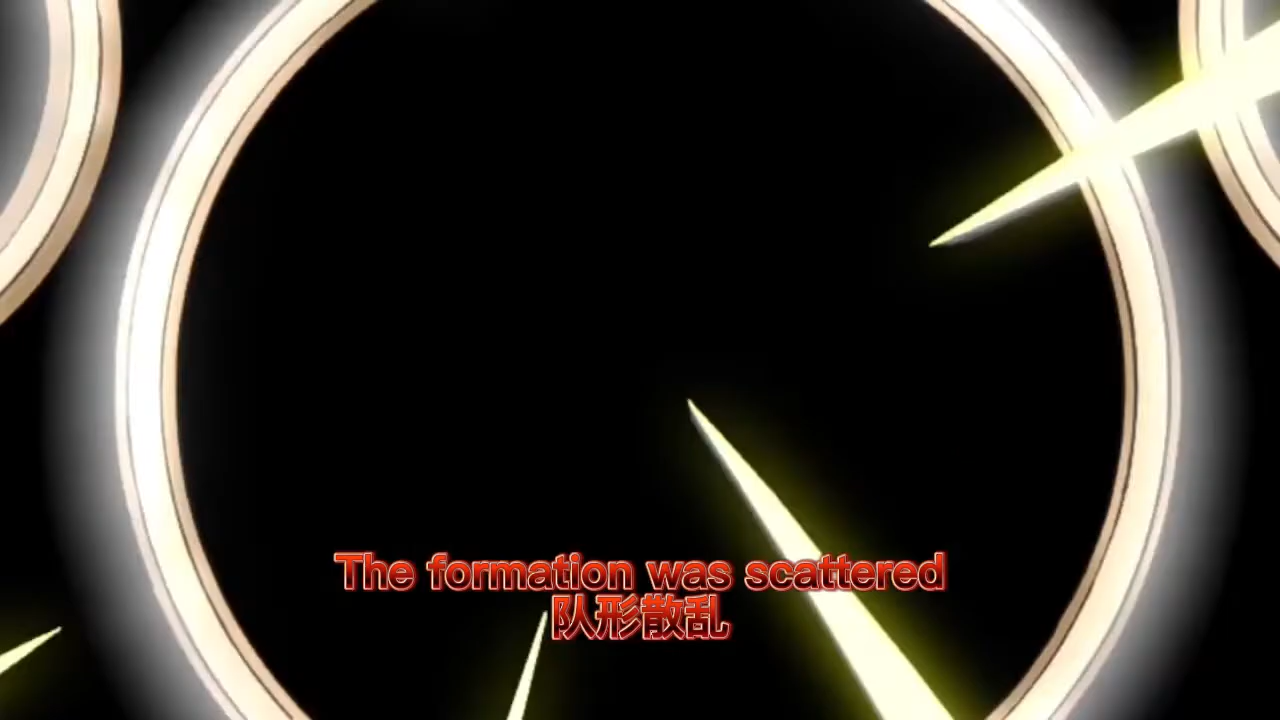 The formation was scattered
队形散乱